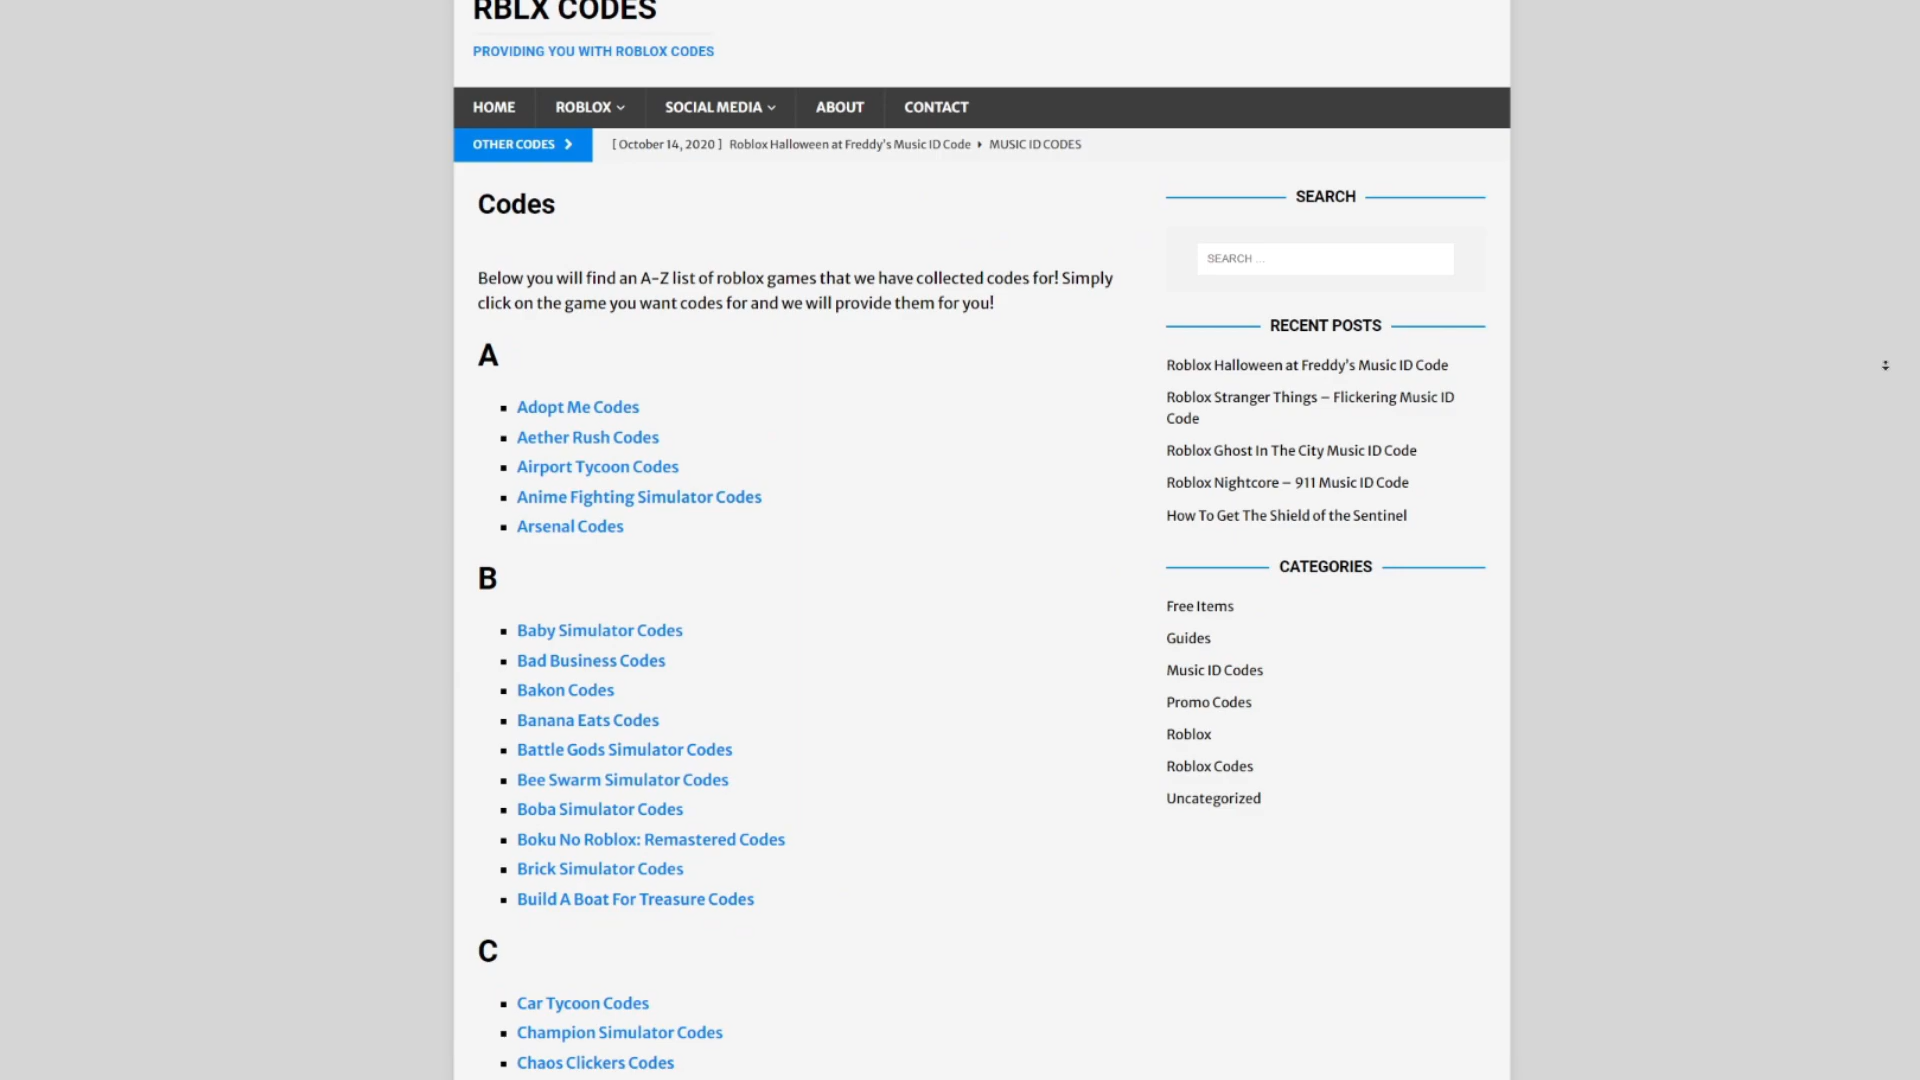 RBLX CODES
PROVIDING YOU WITH ROBLOX CODES
HOME ROBLOX SOCIAL MEDIA ABOUT CONTACT
OTHER CODES [ October 14, 2020 ] Roblox Halloween at Freddy's Music ID Code MUSIC ID CODES
Codes
Below you will find an A-Z list of roblox games that we have collected codes for! Simply
click on the game you want codes for and we will provide them for you!
A
Adopt Me Codes
Aether Rush Codes
Airport Tycoon Codes
Anime Fighting Simulator Codes
Arsenal Codes
B
Baby Simulator Codes
Bad Business Codes
Bakon Codes
Banana Eats Codes
Battle Gods Simulator Codes
Bee Swarm Simulator Codes
Boba Simulator Codes
Boku No Roblox: Remastered Codes
Brick Simulator Codes
Build A Boat For Treasure Codes
C
Car Tycoon Codes
Champion Simulator Codes
Chaos Clickers Codes
SEARCH
SEARCH ...
RECENT POSTS
Roblox Halloween at Freddy's Music ID Code
Roblox Stranger Things – Flickering Music ID
Code
Roblox Ghost In The City Music ID Code
Roblox Nightcore – 911 Music ID Code
How To Get The Shield of the Sentinel
CATEGORIES
Free Items
Guides
Music ID Codes
Promo Codes
Roblox
Roblox Codes
Uncategorized